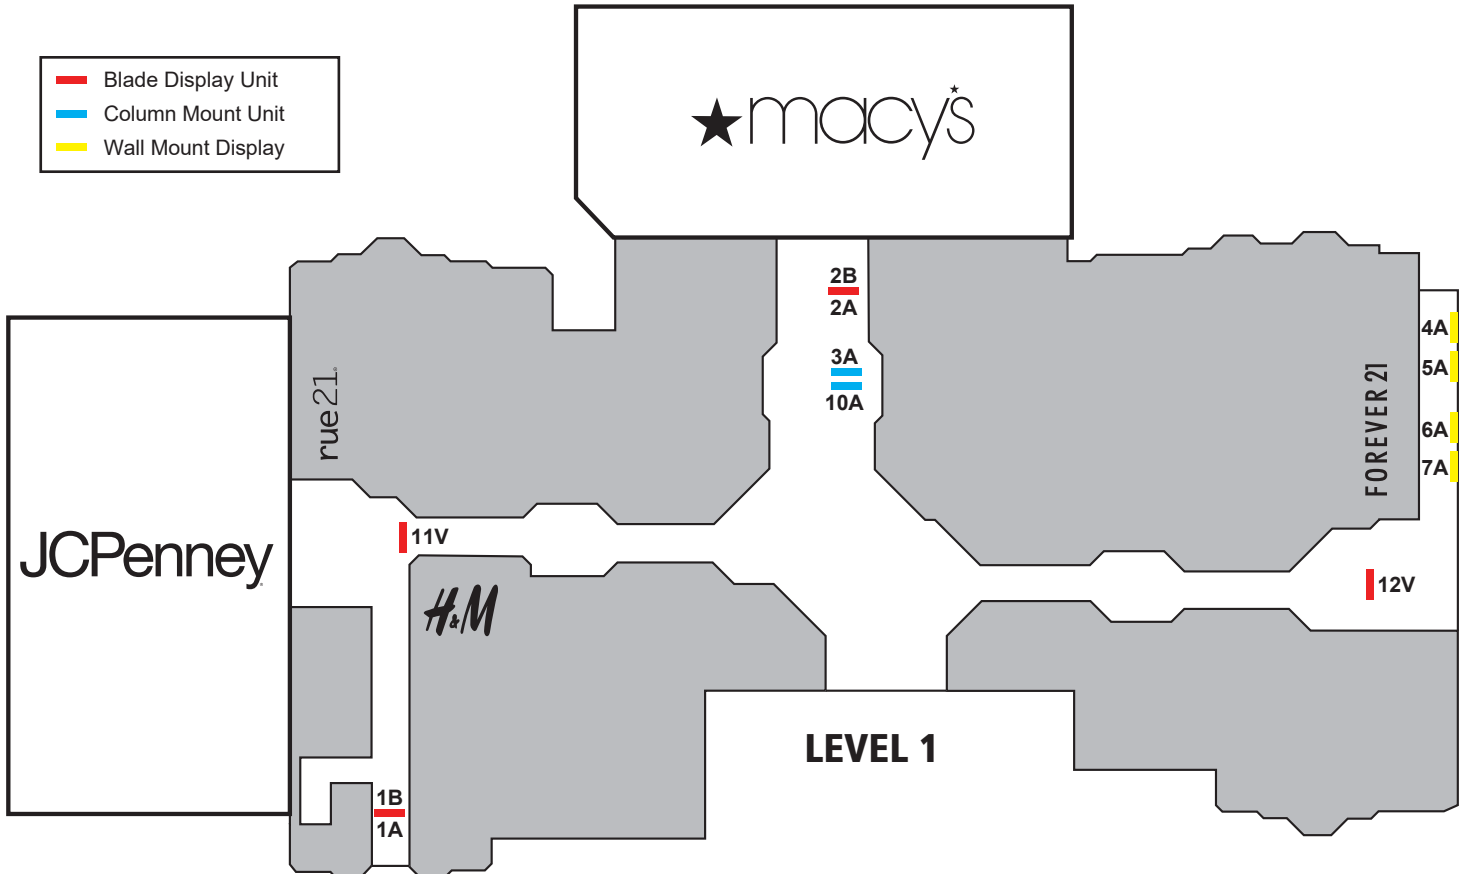 macy's
Blade Display Unit
Column Mount Unit
Wall Mount Display
2B
2A
3A
10A
4A
5A
6A
7A
rue21.
FOREVER 21
JCPenney
11V
H&M
12V
LEVEL 1
1B
1A